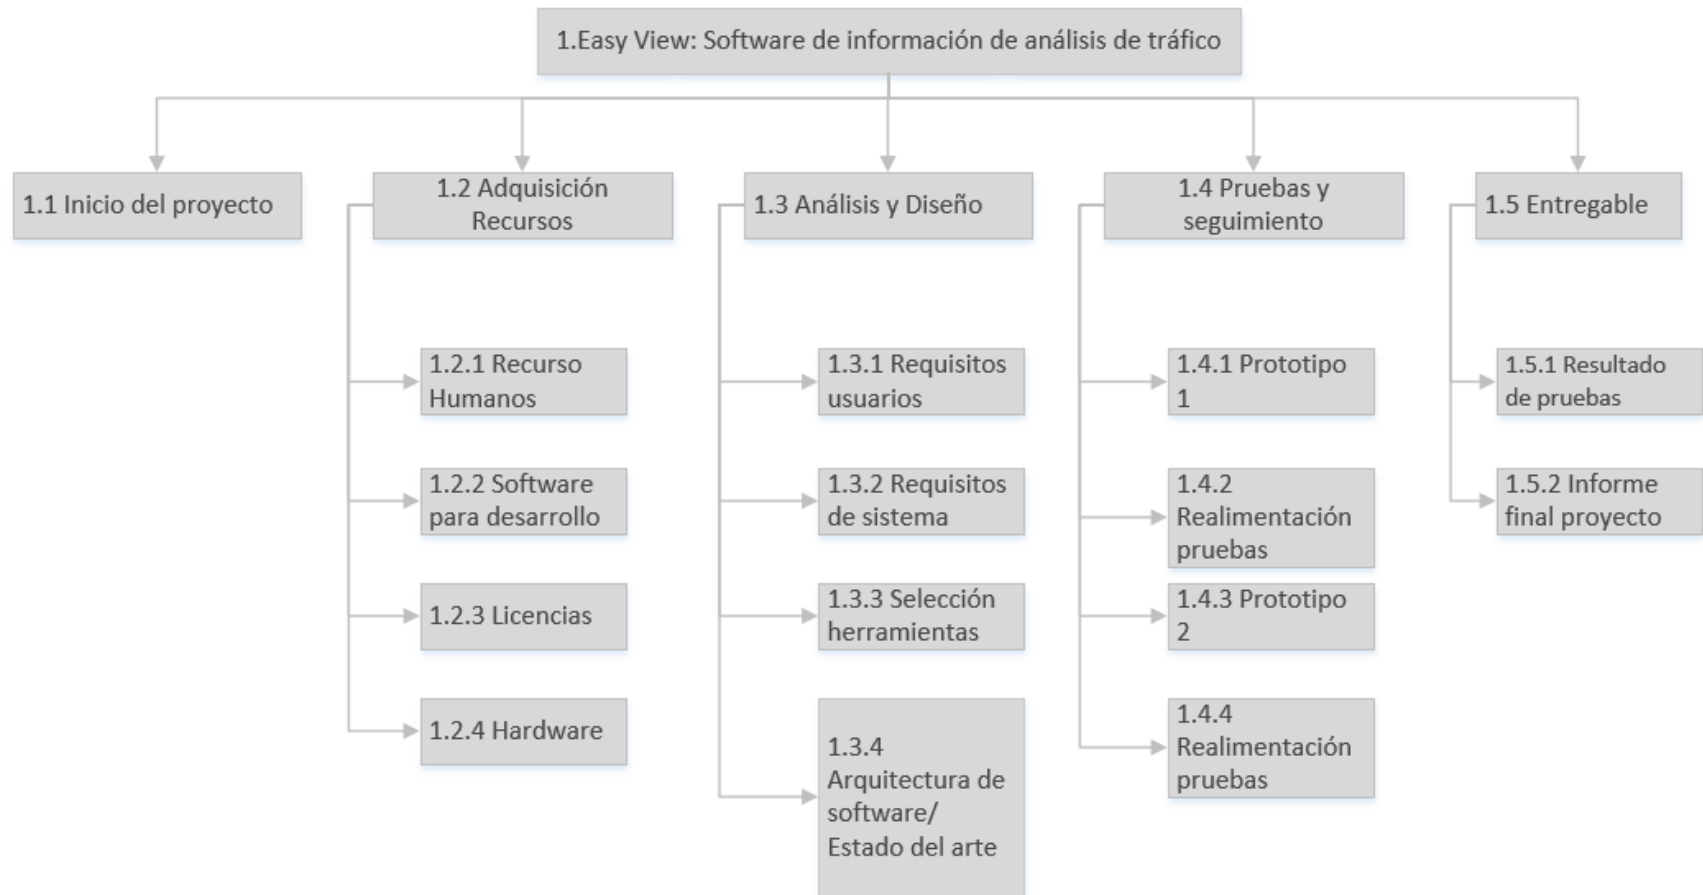 1.Easy View: Software de información de análisis de tráfico
1.1 Inicio del proyecto
1.2 Adquisición
Recursos
1.3 Análisis y Diseño
1.4 Pruebas y
seguimiento
1.5 Entregable
1.2.1 Recurso
Humanos
1.2.2 Software
para desarrollo
1.2.3 Licencias
1.2.4 Hardware
1.3.1 Requisitos
usuarios
1.3.2 Requisitos
de sistema
1.3.3 Selección
herramientas
1.3.4
Arquitectura de
software/
Estado del arte
1.4.1 Prototipo
1
1.4.2
Realimentación
pruebas
1.4.3 Prototipo
2
1.4.4
Realimentación
pruebas
1.5.1 Resultado
de pruebas
1.5.2 Informe
final proyecto